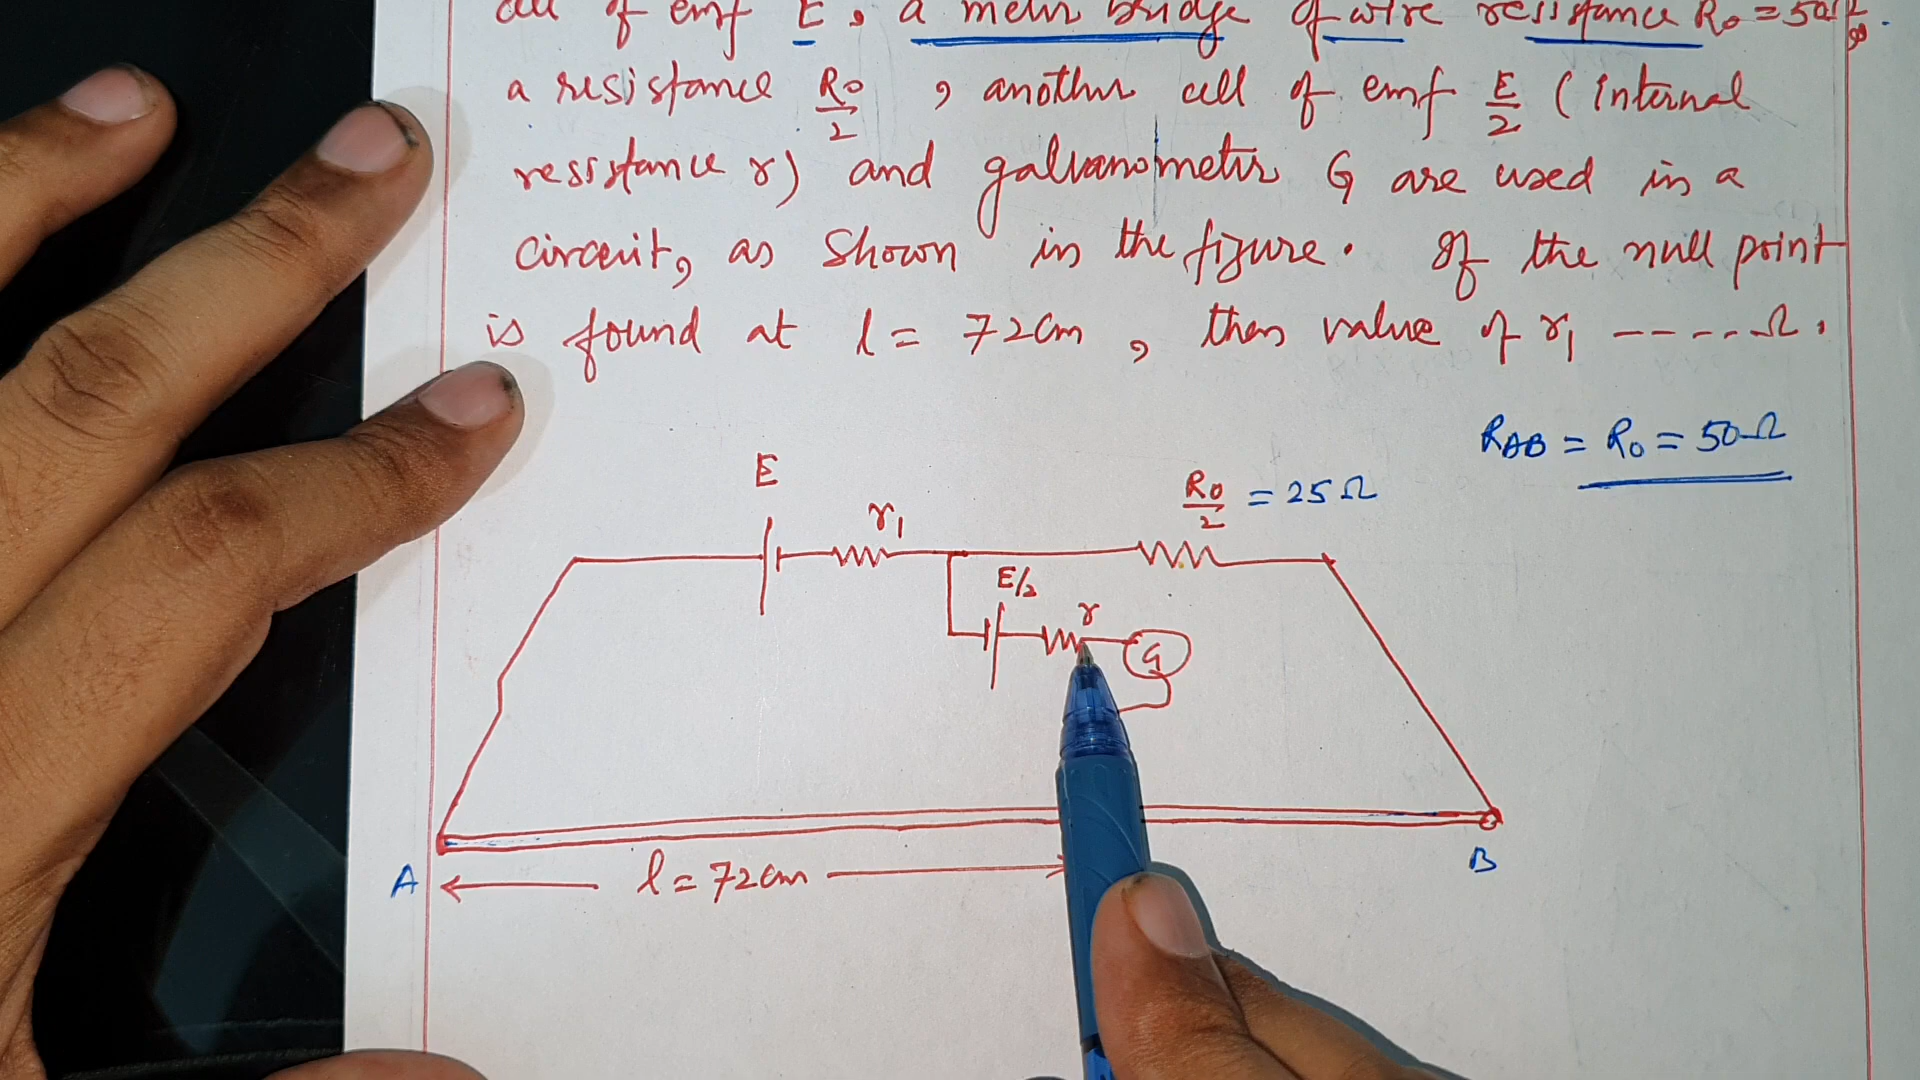 of emf E, a meter bridge of wire resistance R₀ = 50Ω.
a resistance R₀/2, another cell of emf E/2 (internal
resistance r) and galvanometer G are used in a
circuit, as shown in the figure. If the null point
is found at l = 72cm, then value of r₁ -----Ω.
R_AB = R₀ = 50Ω
E
r₁
R₀/2 = 25Ω
E/2
r
G
A
l = 72cm
B